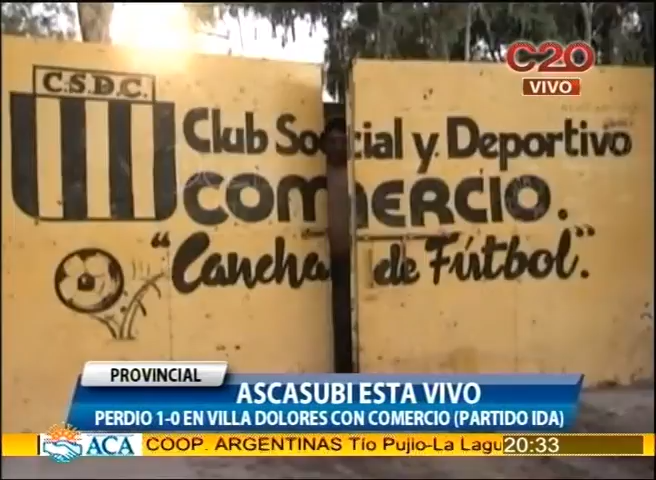 C20
VIVO
C.S.D.C.
Club Social y Deportivo
COMERCIO.
"Cancha de Fútbol".
PROVINCIAL
ASCASUBI ESTA VIVO
PERDIO 1-0 EN VILLA DOLORES CON COMERCIO (PARTIDO IDA)
ACA COOP. ARGENTINAS Tío Pujio-La Lagu 20:33